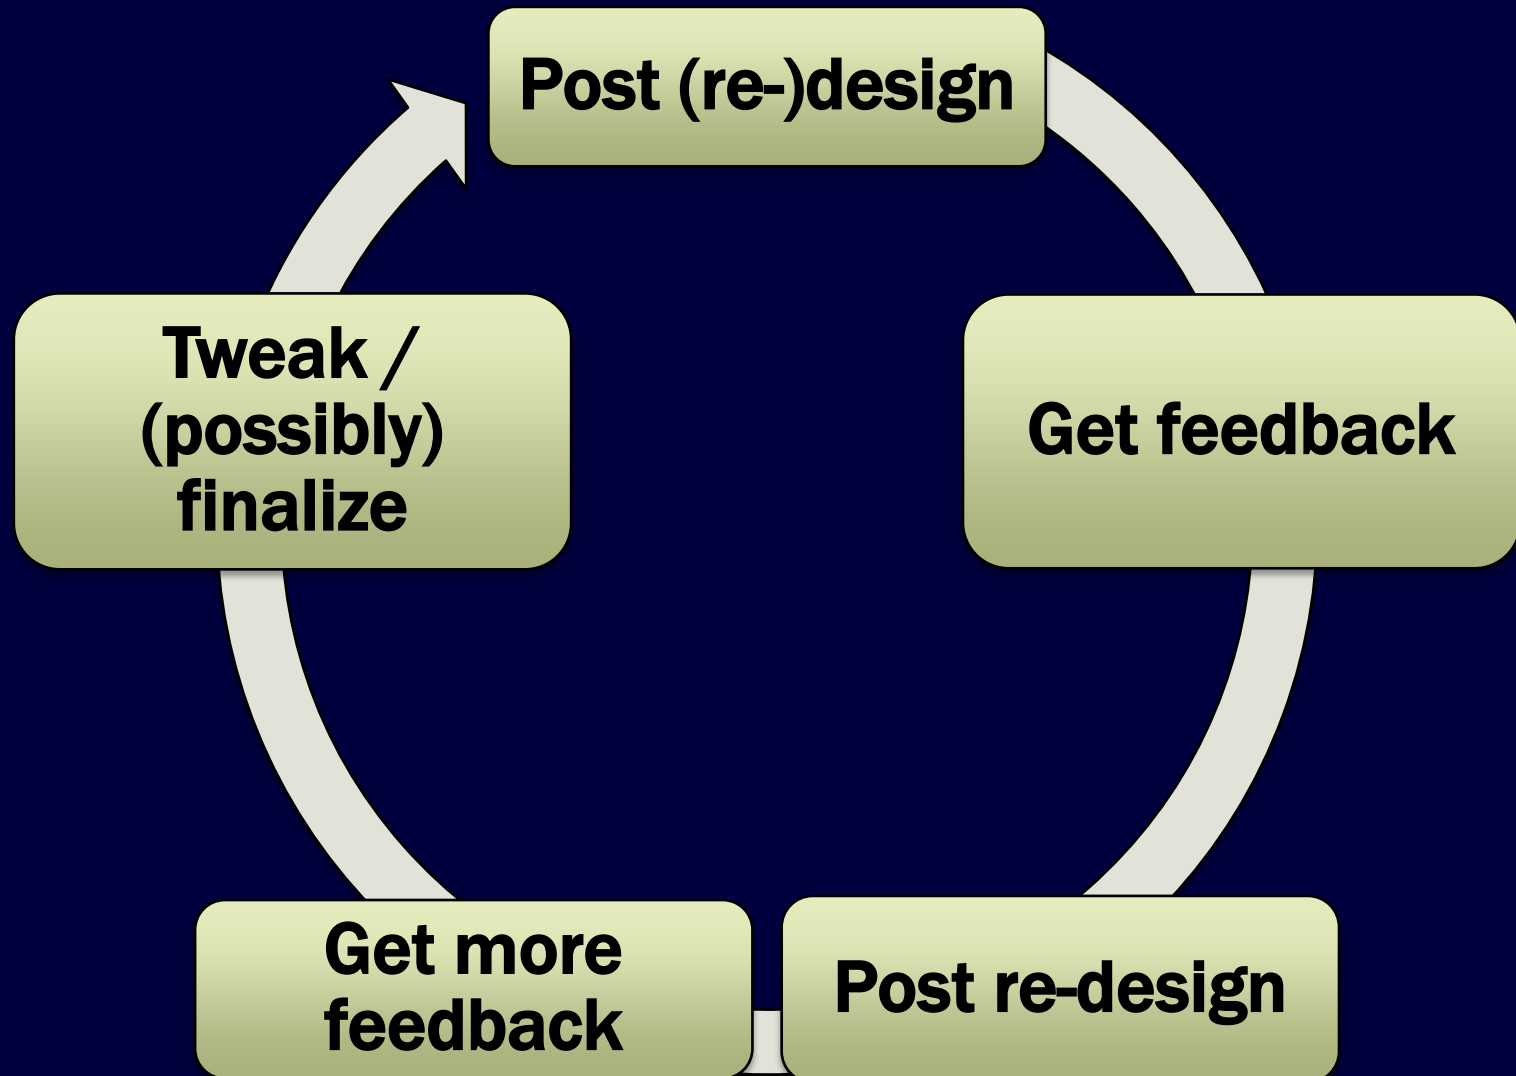 Post (re-)design
Get feedback
Post re-design
Get more
feedback
Tweak /
(possibly)
finalize